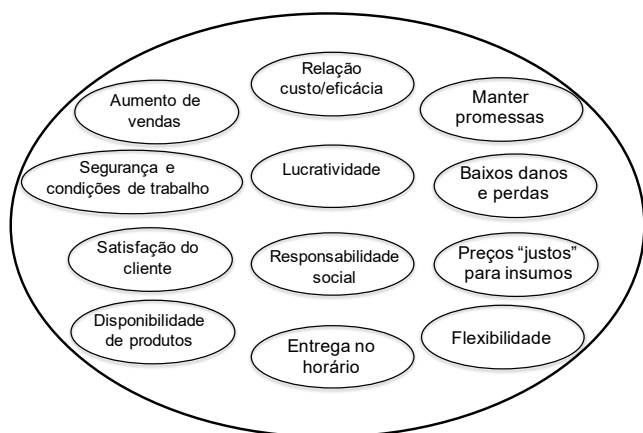 Relação
custo/eficácia
Aumento de
vendas
Manter
promessas
Segurança e
condições de trabalho
Lucratividade
Baixos danos
e perdas
Satisfação do
cliente
Responsabilidade
social
Preços “justos”
para insumos
Disponibilidade
de produtos
Entrega no
horário
Flexibilidade